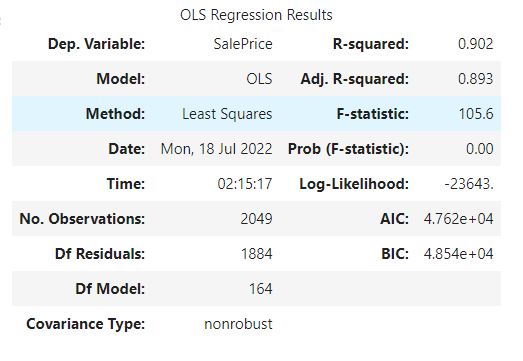 OLS Regression Results
Dep. Variable: SalePrice R-squared: 0.902
Model: OLS Adj. R-squared: 0.893
Method: Least Squares F-statistic: 105.6
Date: Mon, 18 Jul 2022 Prob (F-statistic): 0.00
Time: 02:15:17 Log-Likelihood: -23643.
No. Observations: 2049 AIC: 4.762e+04
Df Residuals: 1884 BIC: 4.854e+04
Df Model: 164
Covariance Type: nonrobust